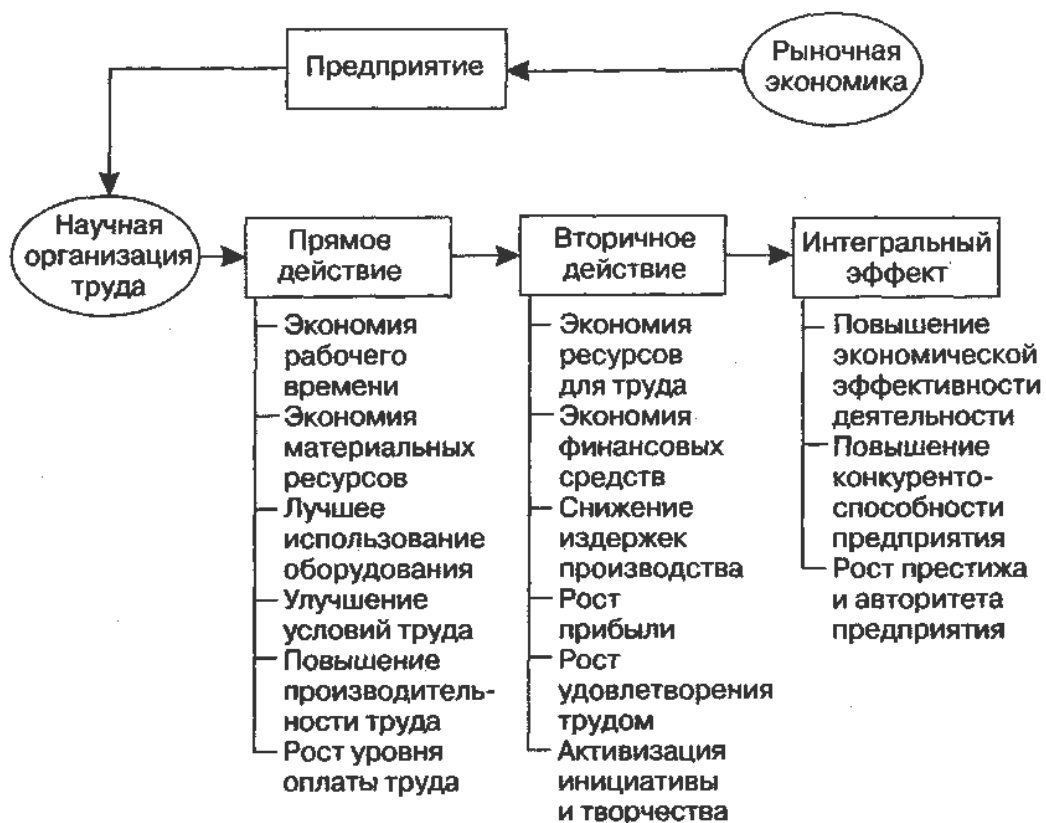 Предприятие
Рыночная
экономика
Научная
организация
труда
Прямое
действие
Экономия
рабочего
времени
Экономия
материальных
ресурсов
Лучшее
использование
оборудования
Улучшение
условий труда
Повышение
производитель-
ности труда
Рост уровня
оплаты труда
Вторичное
действие
Экономия
ресурсов
для труда
Экономия
финансовых
средств
Снижение
издержек
производства
Рост
прибыли
Рост
удовлетворения
трудом
Активизация
инициативы
и творчества
Интегральный
эффект
Повышение
экономической
эффективности
деятельности
Повышение
конкуренто-
способности
предприятия
Рост престижа
и авторитета
предприятия